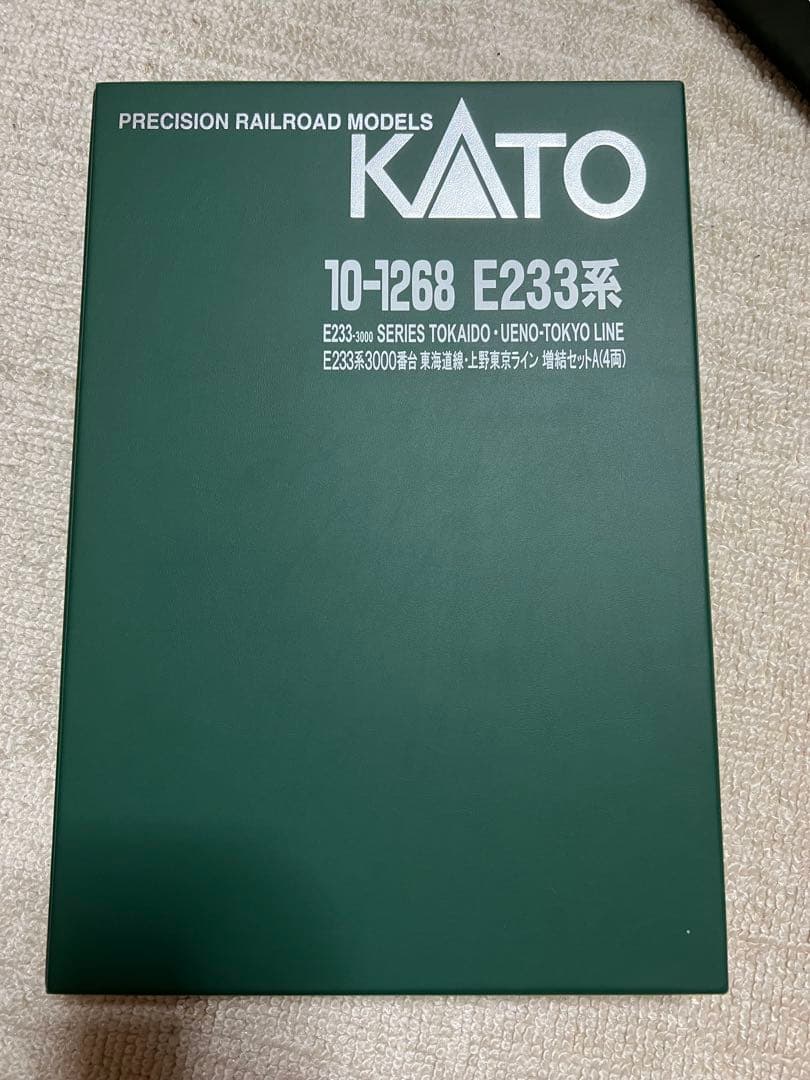 PRECISION RAILROAD MODELS
KATO
10-1268 E233系
E233-3000 SERIES TOKAIDO・UENO-TOKYO LINE
E233系3000番台 東海道線・上野東京ライン 増結セットA(4両)